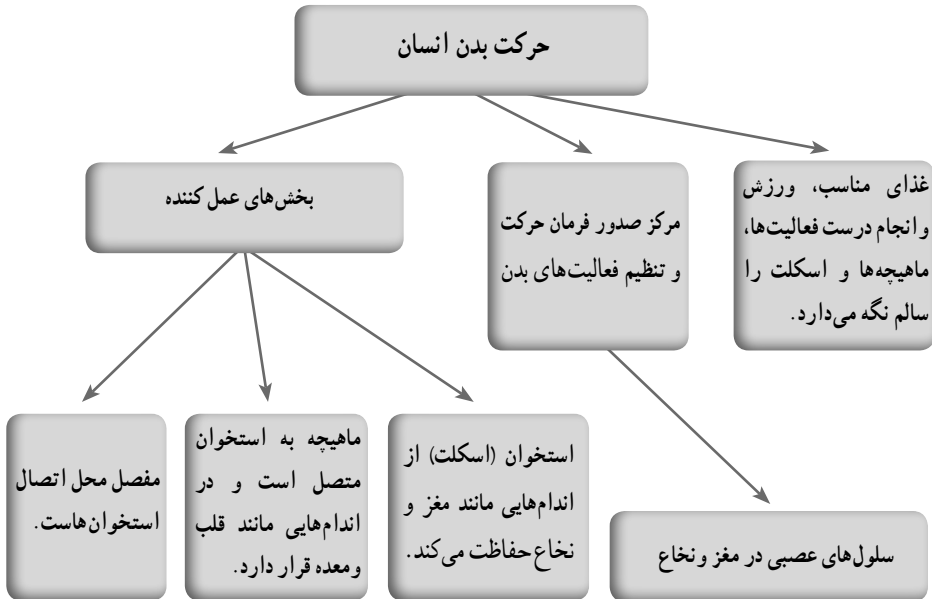 حرکت بدن انسان
غذای مناسب، ورزش
و انجام درست فعالیت‌ها،
ماهیچه‌ها و اسکلت را
سالم نگه می‌دارد.
مرکز صدور فرمان حرکت
و تنظیم فعالیت‌های بدن
بخش‌های عمل کننده
سلول‌های عصبی در مغز و نخاع
استخوان (اسکلت) از
اندام‌هایی مانند مغز و
نخاع حفاظت می‌کند.
ماهیچه به استخوان
متصل است و در
اندام‌هایی مانند قلب
و معده قرار دارد.
مفصل محل اتصال
استخوان‌هاست.